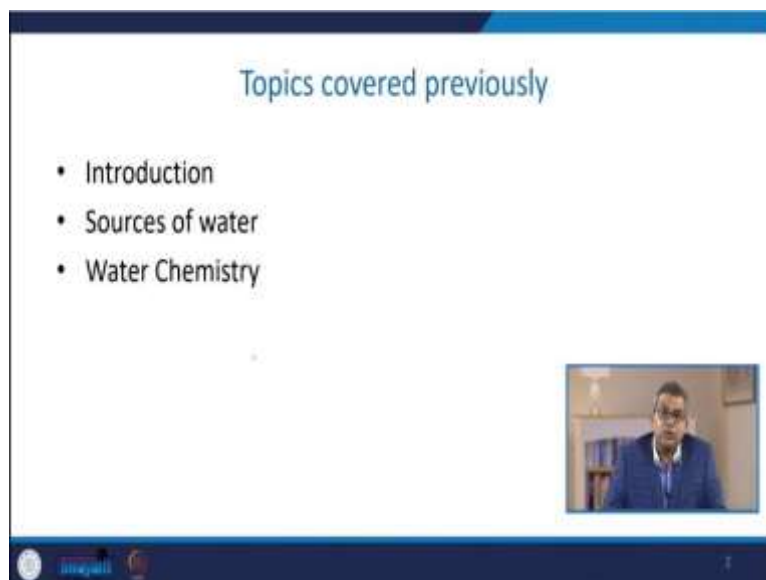 Topics covered previously
• Introduction
• Sources of water
• Water Chemistry